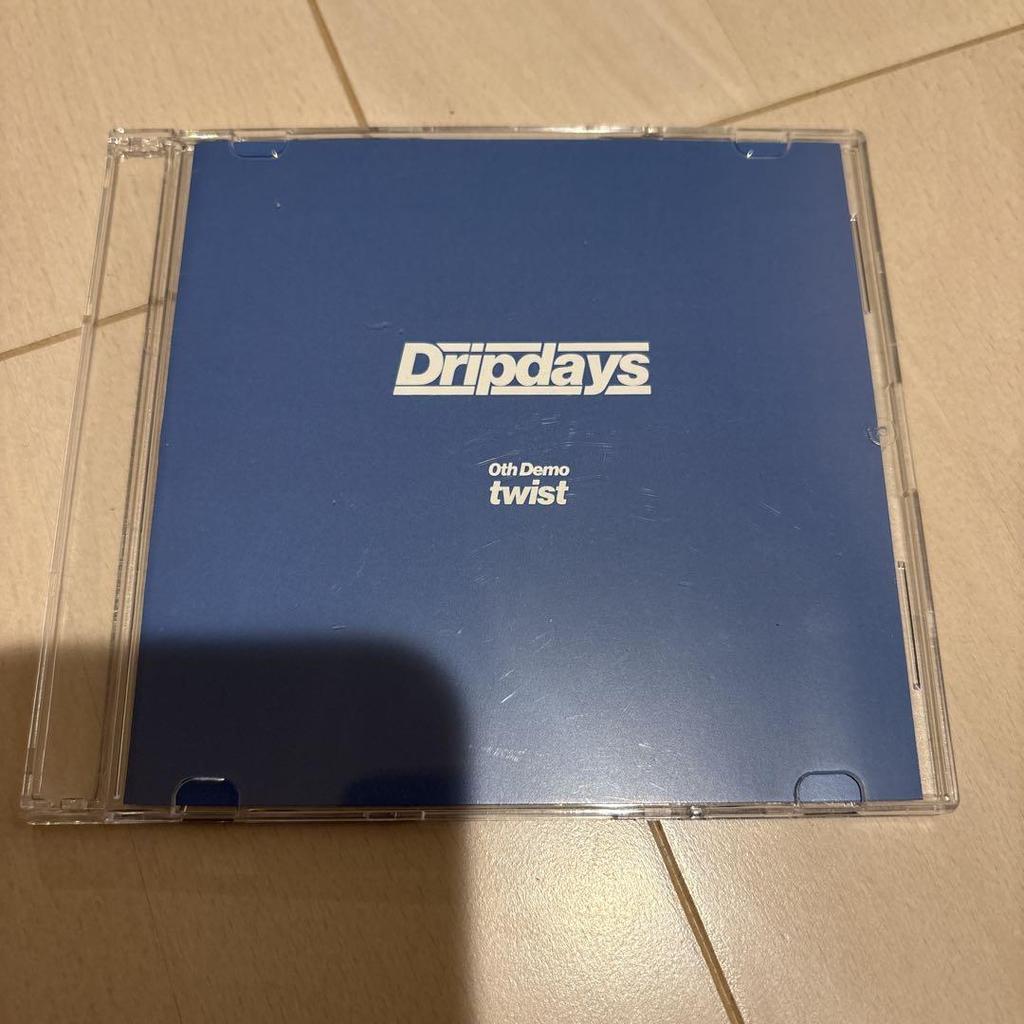 Dripdays
0th Demo
twist